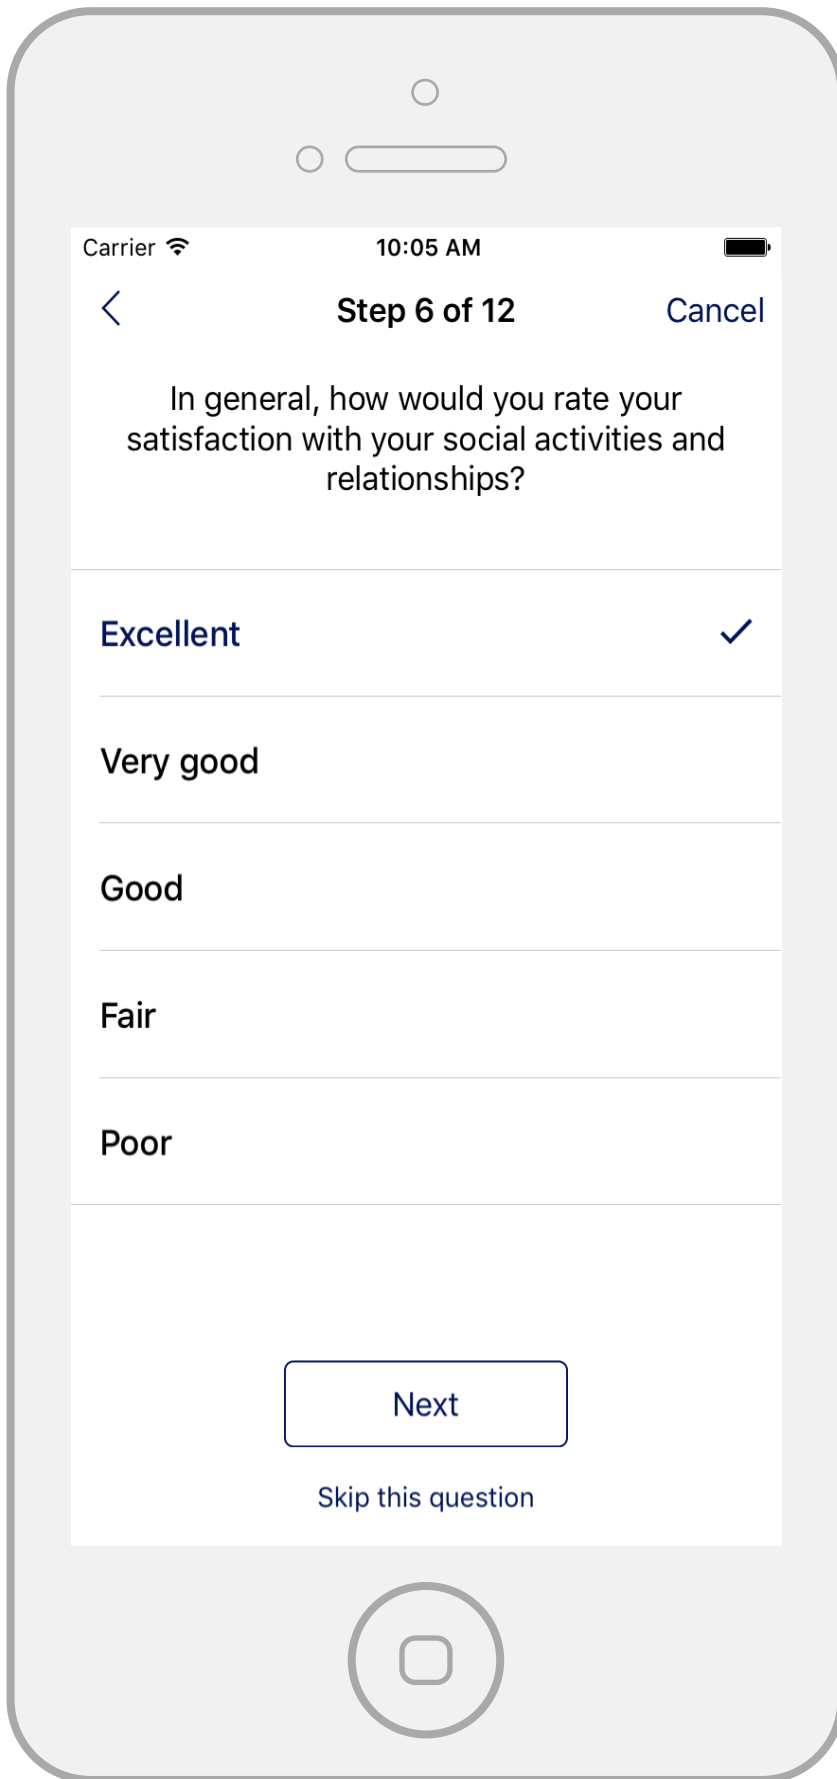 Carrier 10:05 AM
Step 6 of 12 Cancel
In general, how would you rate your
satisfaction with your social activities and
relationships?
Excellent
Very good
Good
Fair
Poor
Next
Skip this question